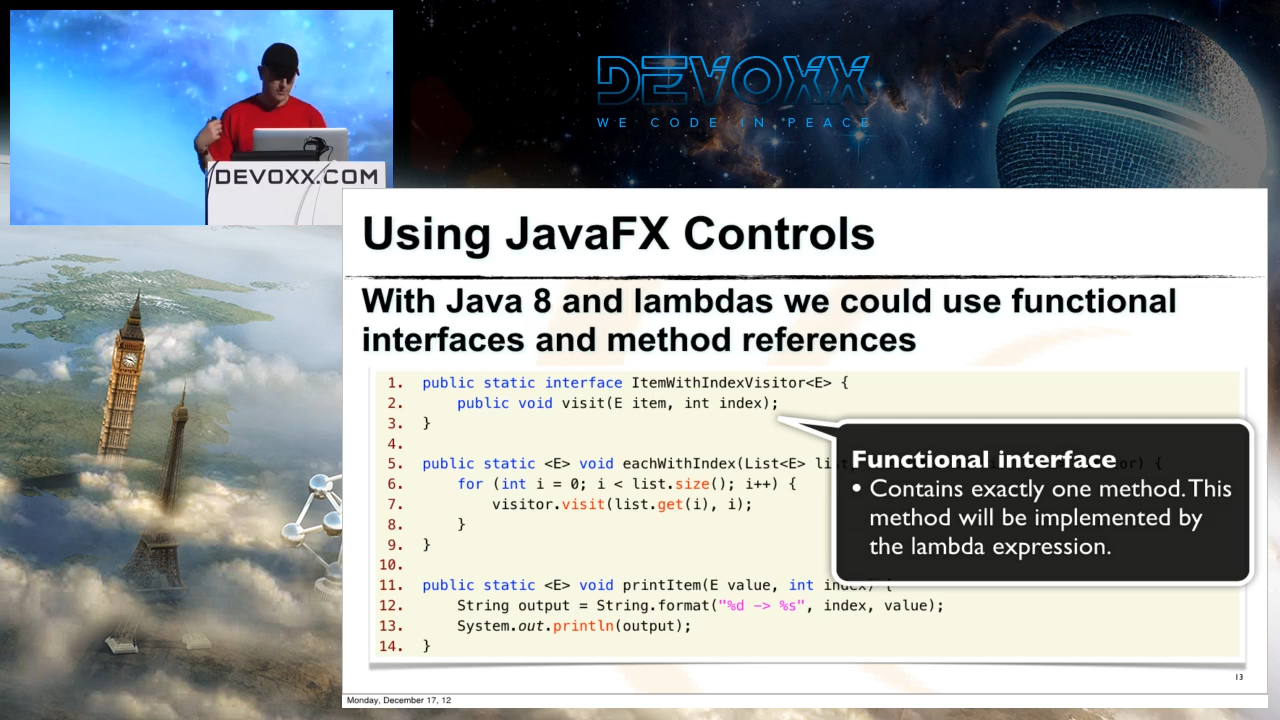 DEVOXX
WE CODE IN PEACE
DEVOXX.COM
Using JavaFX Controls
With Java 8 and lambdas we could use functional
interfaces and method references
1. public static interface ItemWithIndexVisitor<E> {
2. public void visit(E item, int index);
3. }
4.
5. public static <E> void eachWithIndex(List<E> {
6. for (int i = 0; i < list.size(); i++) {
7. visitor.visit(list.get(i), i);
8. }
9. }
10.
11. public static <E> void printItem(E value, int index) {
12. String output = String.format("%d -> %s", index, value);
13. System.out.println(output);
14. }
Functional interface
• Contains exactly one method. This
method will be implemented by
the lambda expression.
13
Monday, December 17, 12